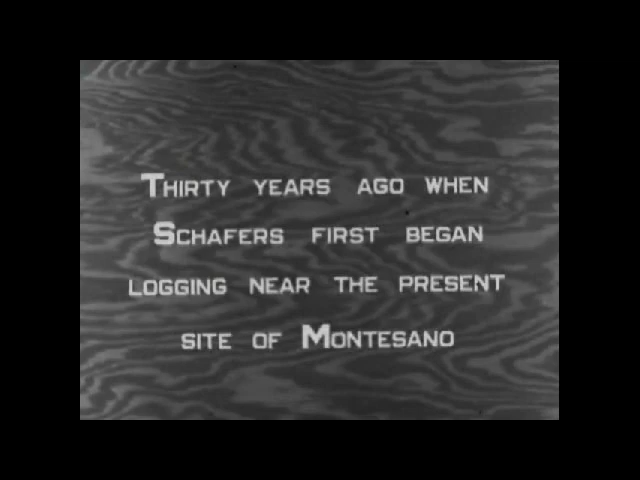 Thirty years ago when
Schafers first began
logging near the present
site of Montesano